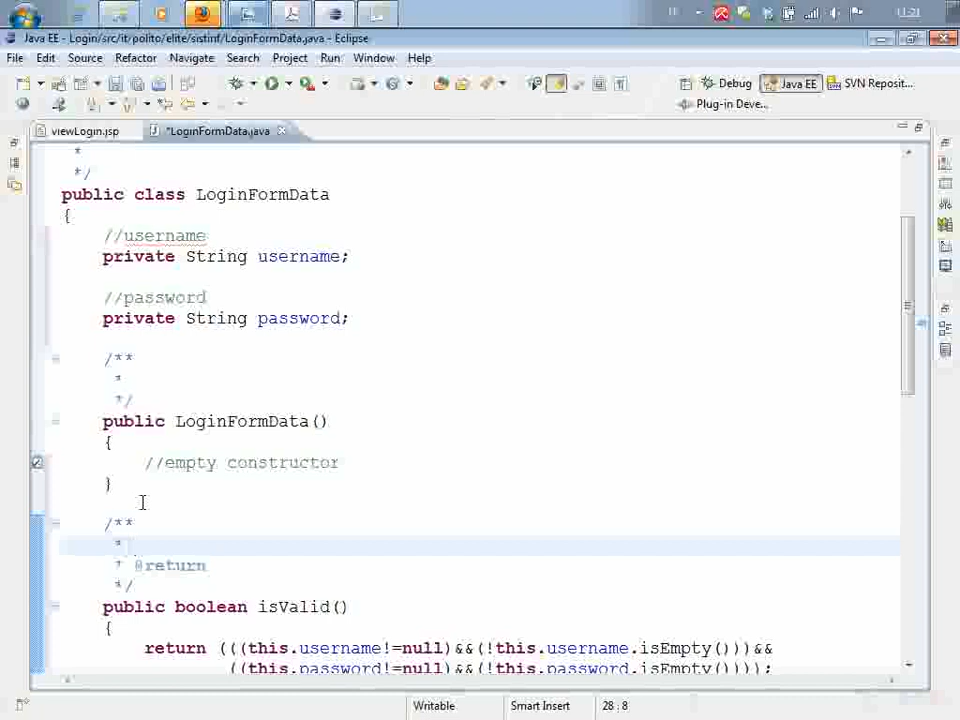 11:21
Java EE - Login/src/it/polito/elite/sistinf/LoginFormData.java - Eclipse
File Edit Source Refactor Navigate Search Project Run Window Help
Debug Java EE SVN Reposit...
Plug-in Deve...
viewLogin.jsp *LoginFormData.java
*
*/
public class LoginFormData
{
//username
private String username;
//password
private String password;
/**
*
*/
public LoginFormData()
{
//empty constructor
}
/**
*
* @return
*/
public boolean isValid()
{
return (((this.username!=null)&&(!this.username.isEmpty()))&&
((this.password!=null)&&(!this.password.isEmpty())));
Writable Smart Insert 28 : 8